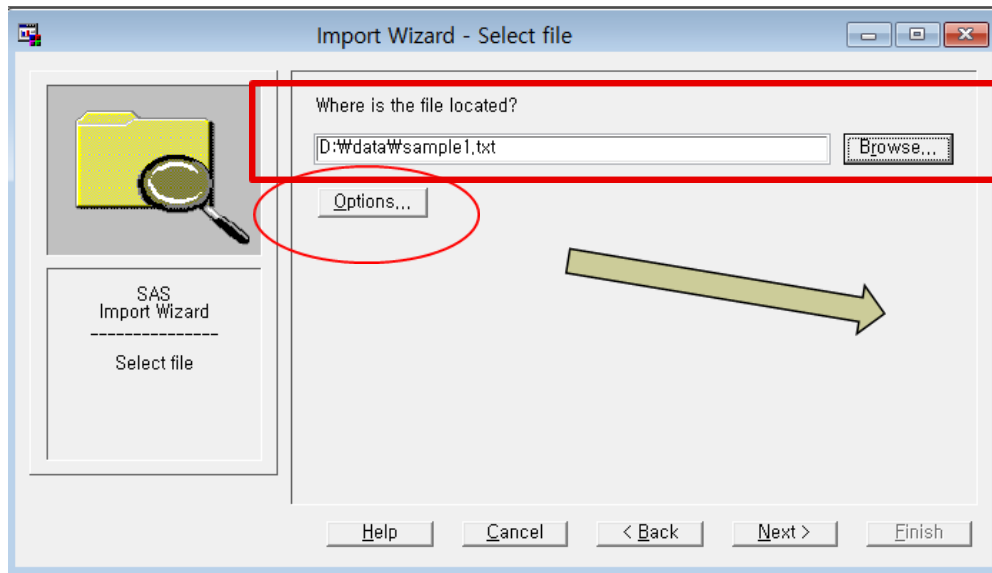 Import Wizard - Select file
Where is the file located?
D:₩data₩sample1.txt
Browse...
Options...
SAS
Import Wizard
---------------
Select file
Help
Cancel
< Back
Next >
Finish